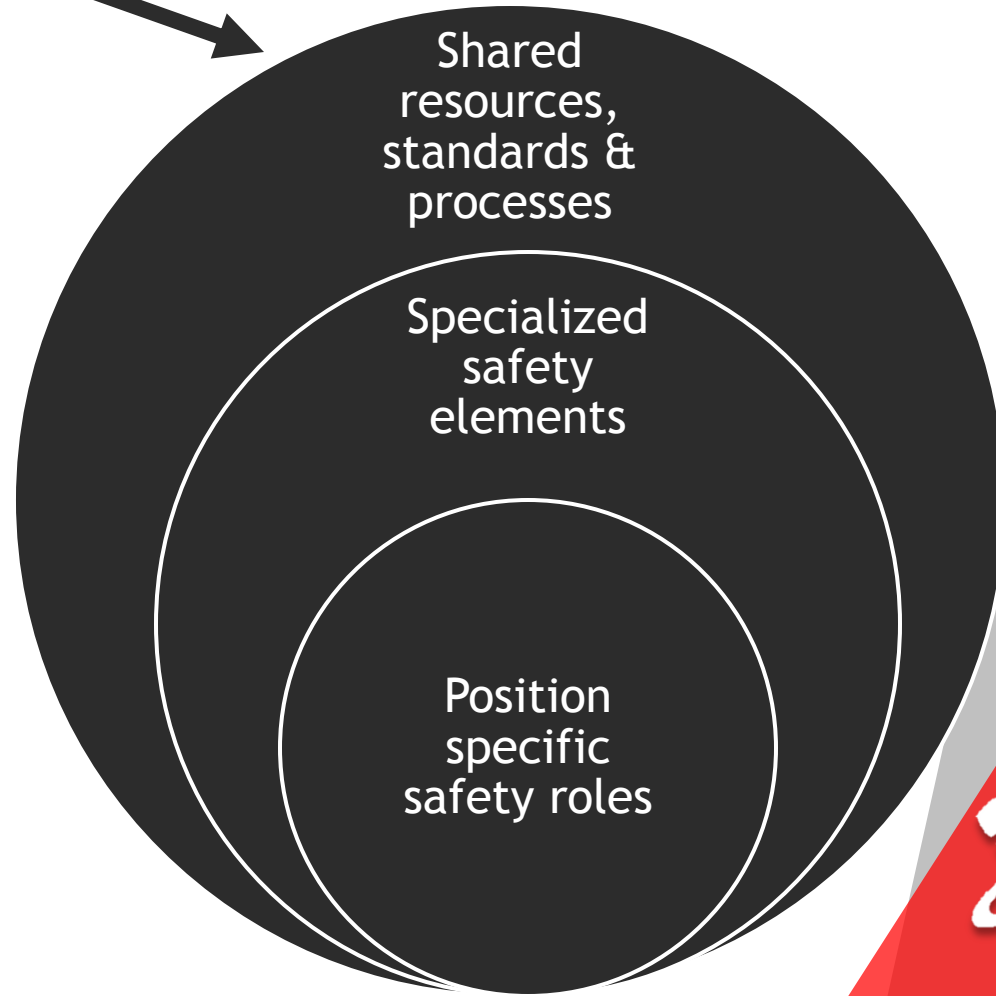 Shared
resources,
standards &
processes
Specialized
safety
elements
Position
specific
safety roles